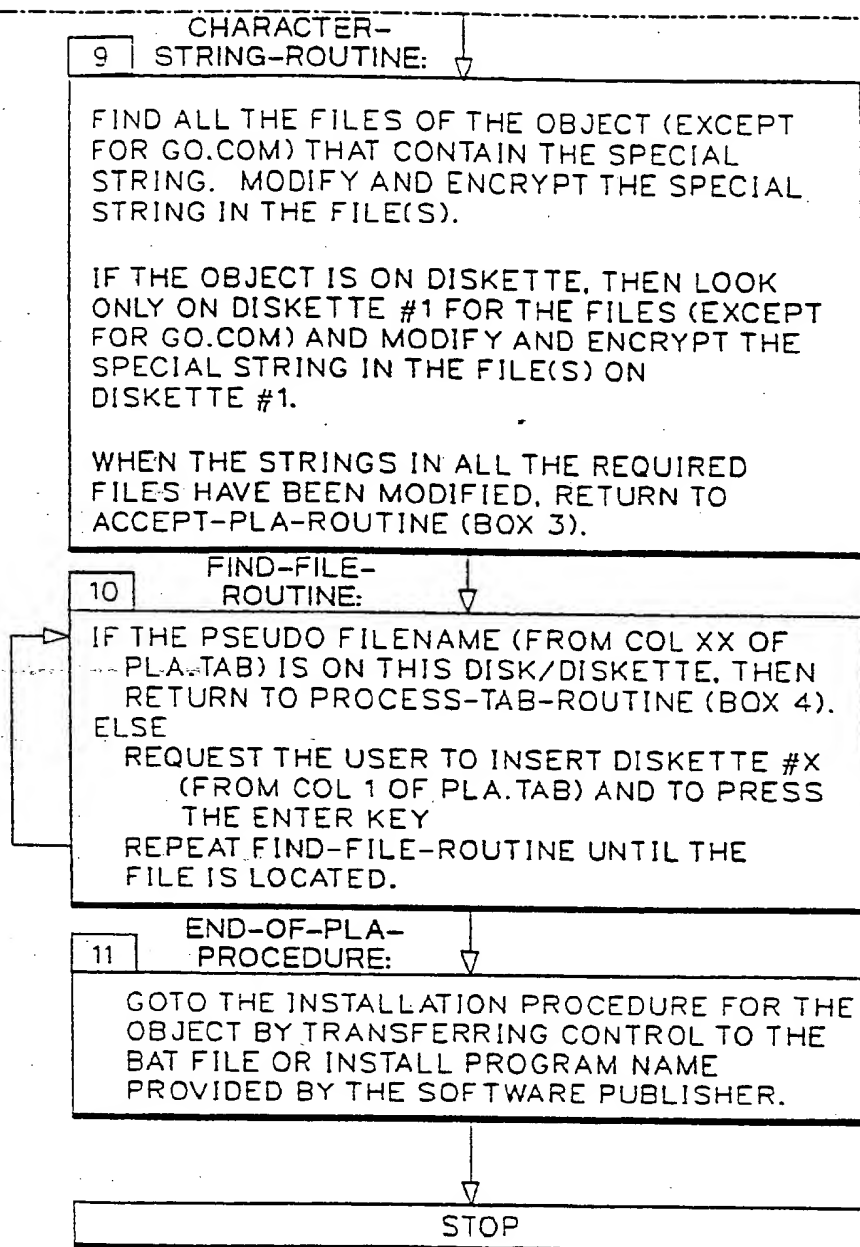 CHARACTER-
9 STRING-ROUTINE:
FIND ALL THE FILES OF THE OBJECT (EXCEPT
FOR GO.COM) THAT CONTAIN THE SPECIAL
STRING. MODIFY AND ENCRYPT THE SPECIAL
STRING IN THE FILE(S).
IF THE OBJECT IS ON DISKETTE, THEN LOOK
ONLY ON DISKETTE #1 FOR THE FILES (EXCEPT
FOR GO.COM) AND MODIFY AND ENCRYPT THE
SPECIAL STRING IN THE FILE(S) ON
DISKETTE #1.
WHEN THE STRINGS IN ALL THE REQUIRED
FILES HAVE BEEN MODIFIED, RETURN TO
ACCEPT-PLA-ROUTINE (BOX 3).
FIND-FILE-
10 ROUTINE:
IF THE PSEUDO FILENAME (FROM COL XX OF
PLA.TAB) IS ON THIS DISK/DISKETTE, THEN
RETURN TO PROCESS-TAB-ROUTINE (BOX 4).
ELSE
REQUEST THE USER TO INSERT DISKETTE #X
(FROM COL 1 OF PLA.TAB) AND TO PRESS
THE ENTER KEY
REPEAT FIND-FILE-ROUTINE UNTIL THE
FILE IS LOCATED.
END-OF-PLA-
11 PROCEDURE:
GOTO THE INSTALLATION PROCEDURE FOR THE
OBJECT BY TRANSFERRING CONTROL TO THE
BAT FILE OR INSTALL PROGRAM NAME
PROVIDED BY THE SOFTWARE PUBLISHER.
STOP